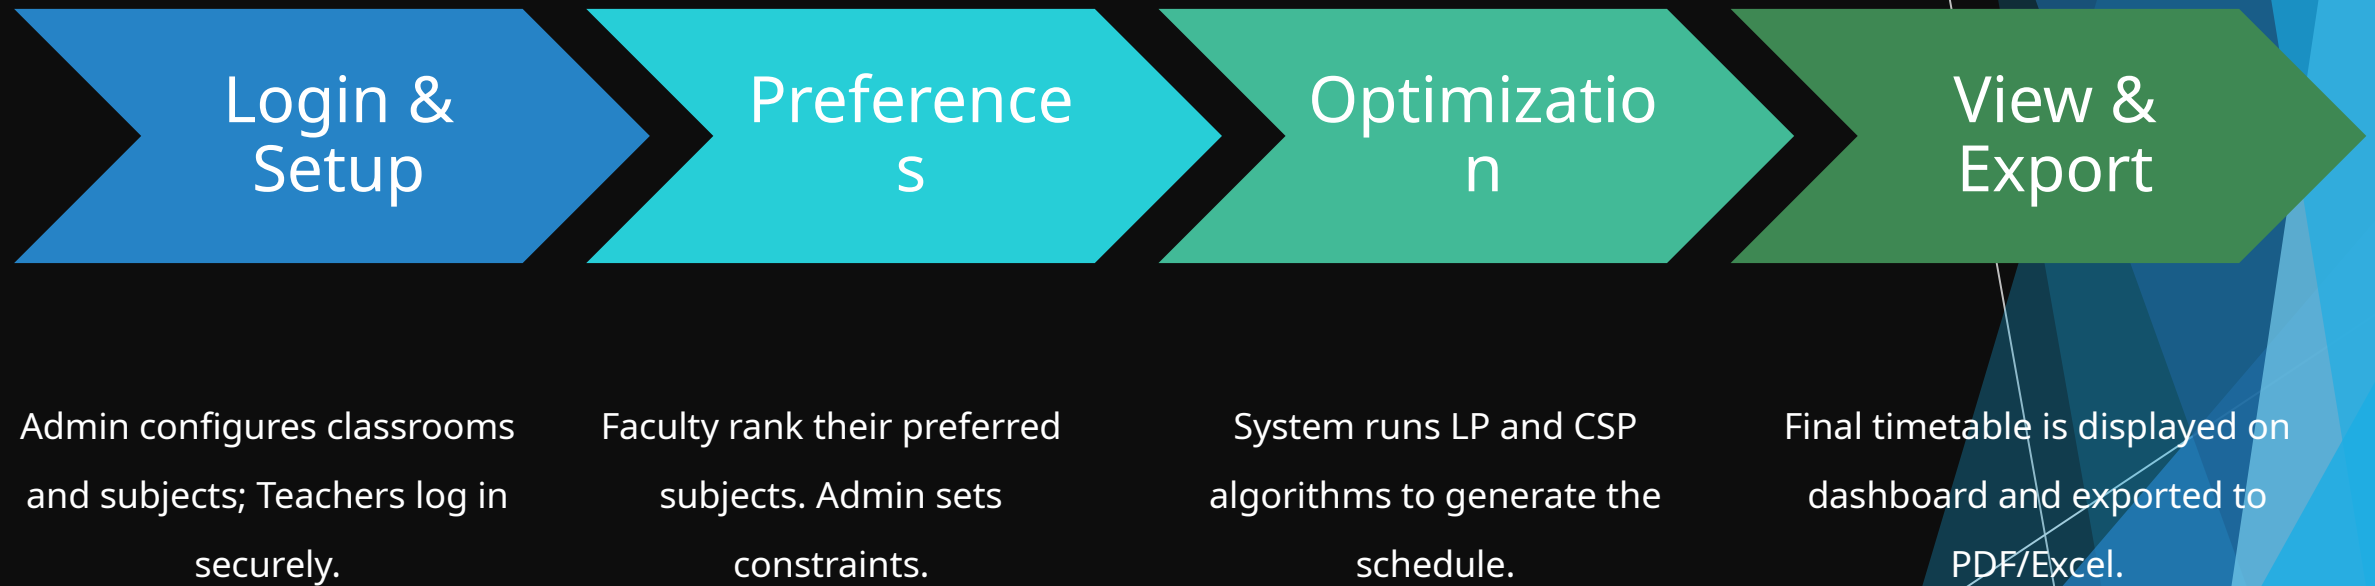 Login &
Setup
Preference
s
Optimizatio
n
View &
Export
Admin configures classrooms
and subjects; Teachers log in
securely.
Faculty rank their preferred
subjects. Admin sets
constraints.
System runs LP and CSP
algorithms to generate the
schedule.
Final timetable is displayed on
dashboard and exported to
PDF/Excel.